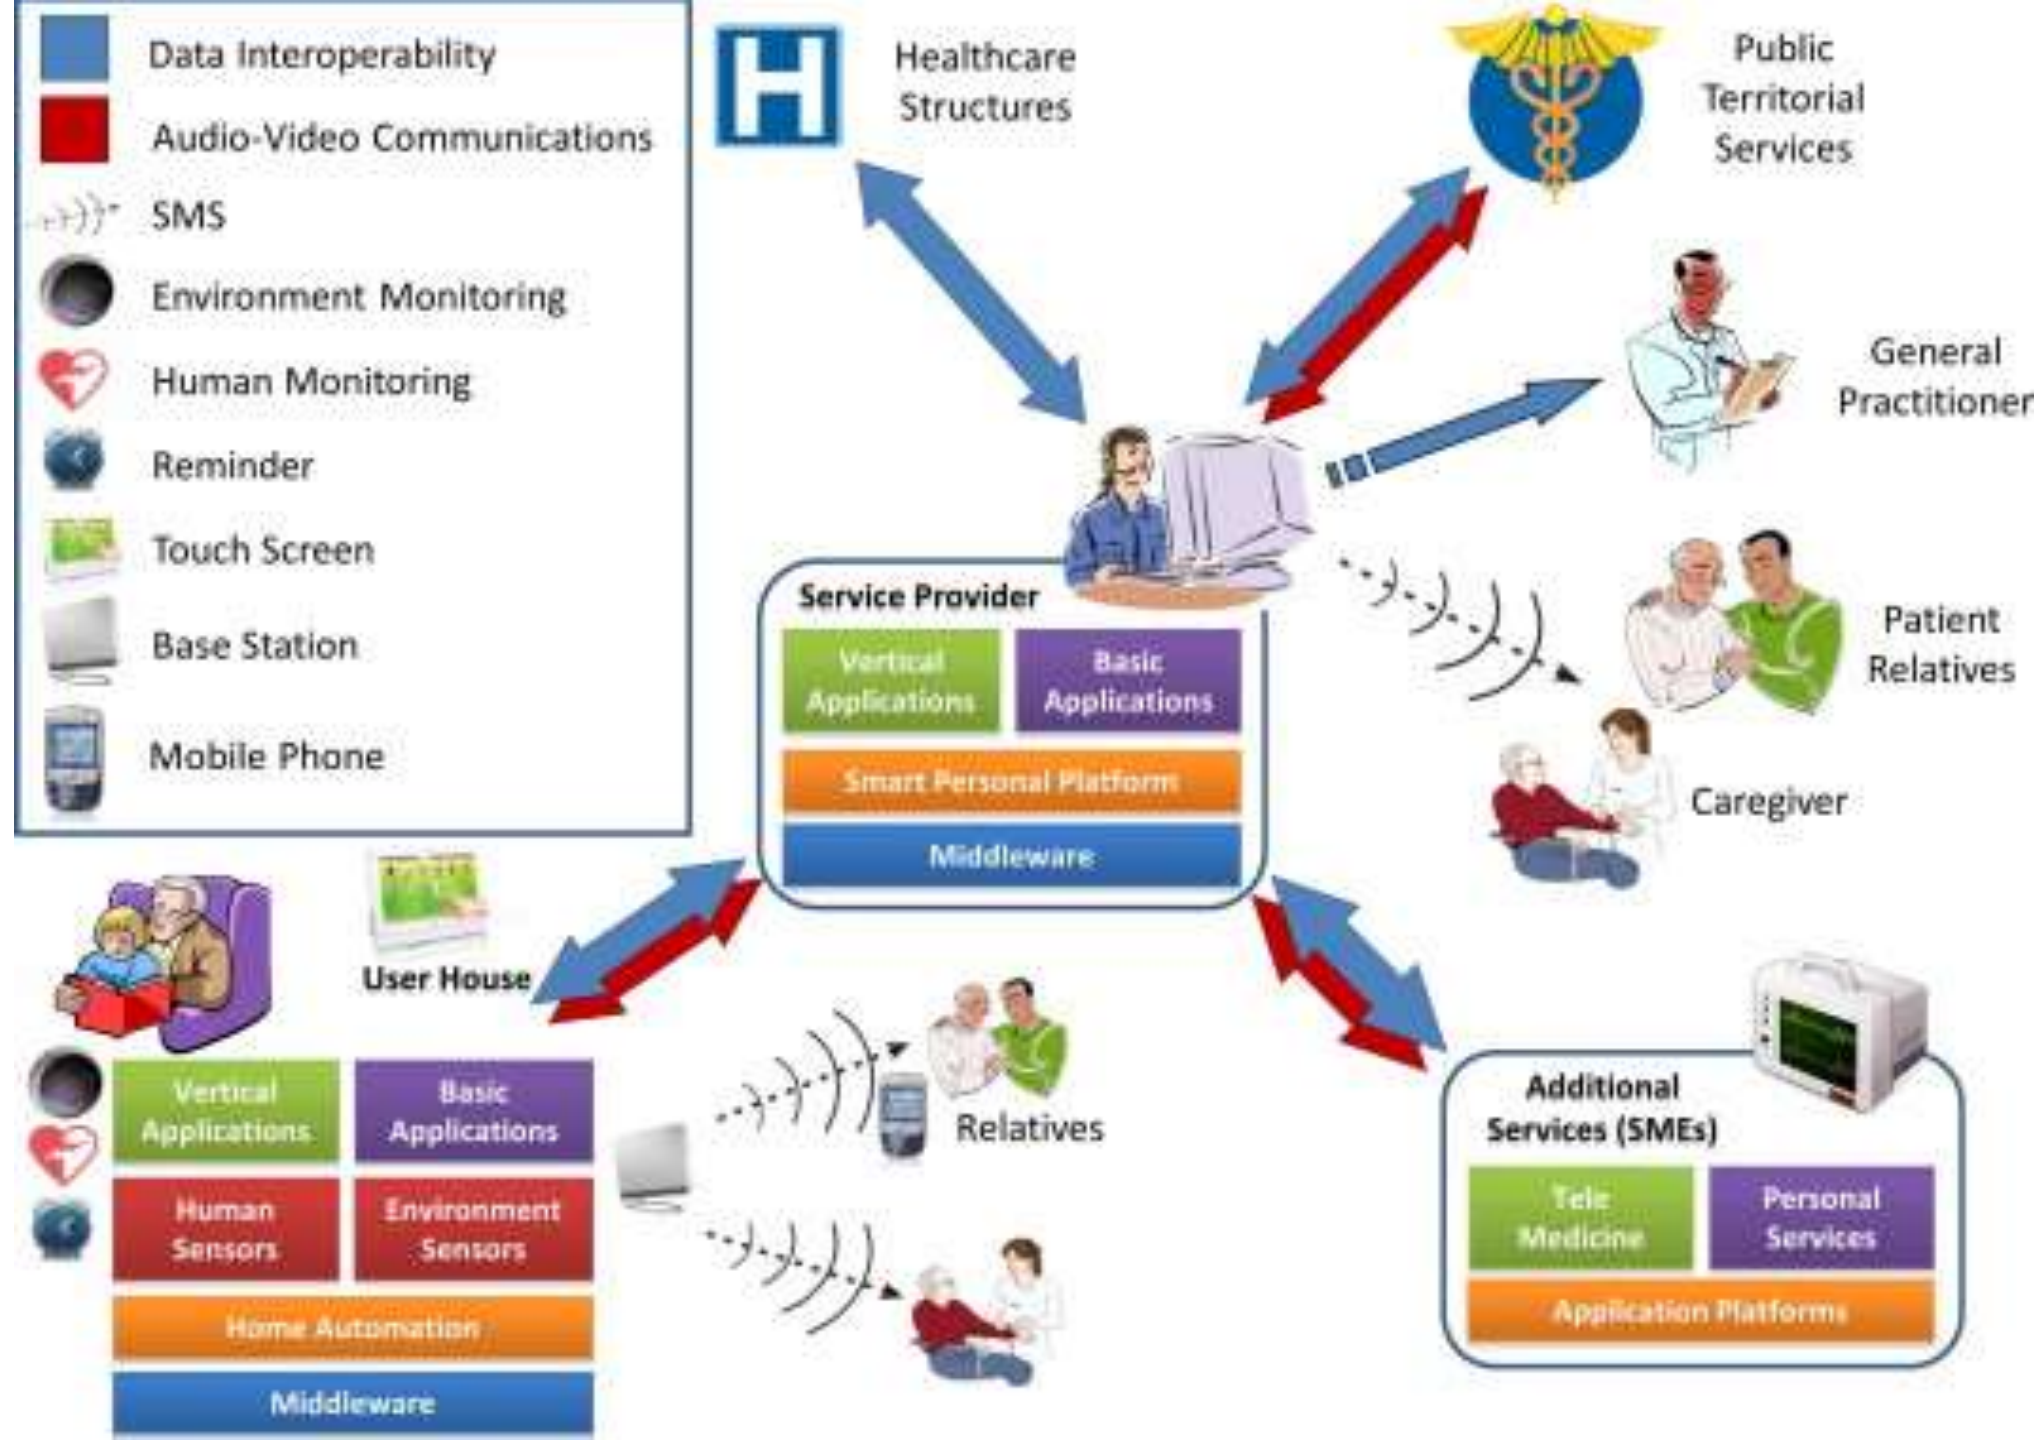 Data Interoperability
Audio-Video Communications
SMS
Environment Monitoring
Human Monitoring
Reminder
Touch Screen
Base Station
Mobile Phone
Healthcare
Structures
Public
Territorial
Services
General
Practitioner
Patient
Relatives
Caregiver
Service Provider
Vertical
Applications
Basic
Applications
Smart Personal Platform
Middleware
User House
Vertical
Applications
Basic
Applications
Human
Sensors
Environment
Sensors
Home Automation
Middleware
Relatives
Additional
Services (SMEs)
Tele
Medicine
Personal
Services
Application Platforms